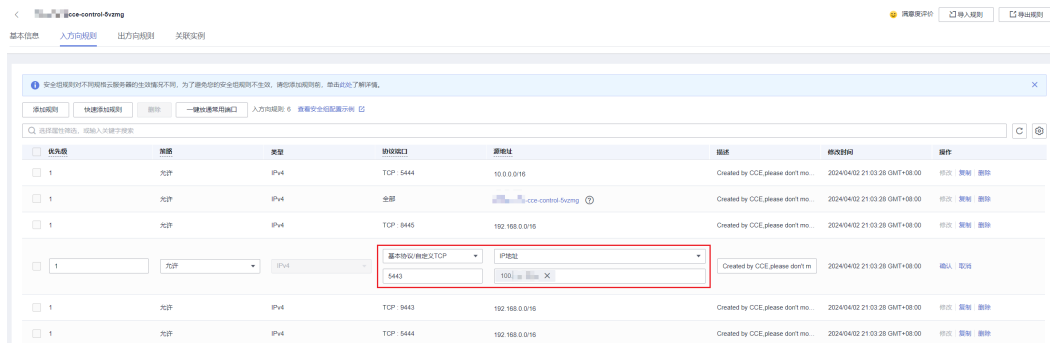 cce-control-5vzmg 满意度评价 导入规则 导出规则
基本信息 入方向规则 出方向规则 关联实例
安全组规则对不同规格云服务器的生效情况不同，为了避免您的安全组规则不生效，请您添加规则前，单击此处了解详情。
添加规则 快速添加规则 删除 一键放通常用端口 入方向规则: 6 查看安全组配置示例
选择属性筛选，或输入关键字搜索
优先级 策略 类型 协议端口 源地址 描述 修改时间 操作
1 允许 IPv4 TCP : 5444 10.0.0.0/16 Created by CCE,please don't mo... 2024/04/02 21:03:28 GMT+08:00 修改 复制 删除
1 允许 IPv4 全部 -cce-control-5vzmg Created by CCE,please don't mo... 2024/04/02 21:03:28 GMT+08:00 修改 复制 删除
1 允许 IPv4 TCP : 8445 192.168.0.0/16 Created by CCE,please don't mo... 2024/04/02 21:03:28 GMT+08:00 修改 复制 删除
基本协议/自定义TCP IP地址
1 允许 IPv4 Created by CCE,please don't m 2024/04/02 21:03:28 GMT+08:00 确认 取消
5443 100.
1 允许 IPv4 TCP : 9443 192.168.0.0/16 Created by CCE,please don't mo... 2024/04/02 21:03:28 GMT+08:00 修改 复制 删除
1 允许 IPv4 TCP : 5444 192.168.0.0/16 Created by CCE,please don't mo... 2024/04/02 21:03:28 GMT+08:00 修改 复制 删除